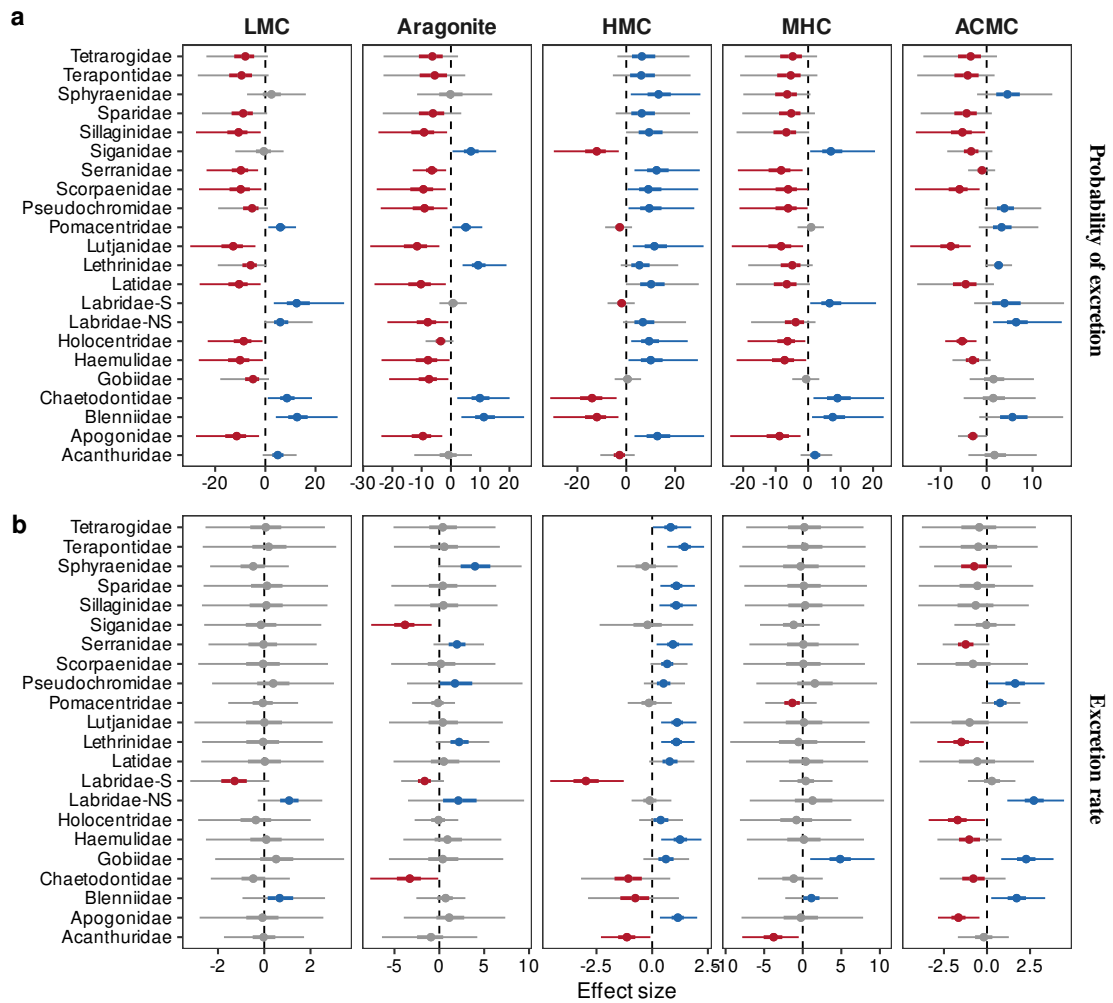 a
LMC Aragonite HMC MHC ACMC
Tetrarogidae
Terapontidae
Sphyraenidae
Sparidae
Sillaginidae
Siganidae
Serranidae
Scorpaenidae
Pseudochromidae
Pomacentridae
Lutjanidae
Lethrinidae
Latidae
Labridae-S
Labridae-NS
Holocentridae
Haemulidae
Gobiidae
Chaetodontidae
Blenniidae
Apogonidae
Acanthuridae
Probability of excretion
-20 0 20 -30 -20 -10 0 10 20 -20 0 20 -20 -10 0 10 20 -10 0 10
b
Tetrarogidae
Terapontidae
Sphyraenidae
Sparidae
Sillaginidae
Siganidae
Serranidae
Scorpaenidae
Pseudochromidae
Pomacentridae
Lutjanidae
Lethrinidae
Latidae
Labridae-S
Labridae-NS
Holocentridae
Haemulidae
Gobiidae
Chaetodontidae
Blenniidae
Apogonidae
Acanthuridae
Excretion rate
-2 0 2 -5 0 5 10 -2.5 0.0 2.5 -10 -5 0 5 10 -2.5 0.0 2.5
Effect size